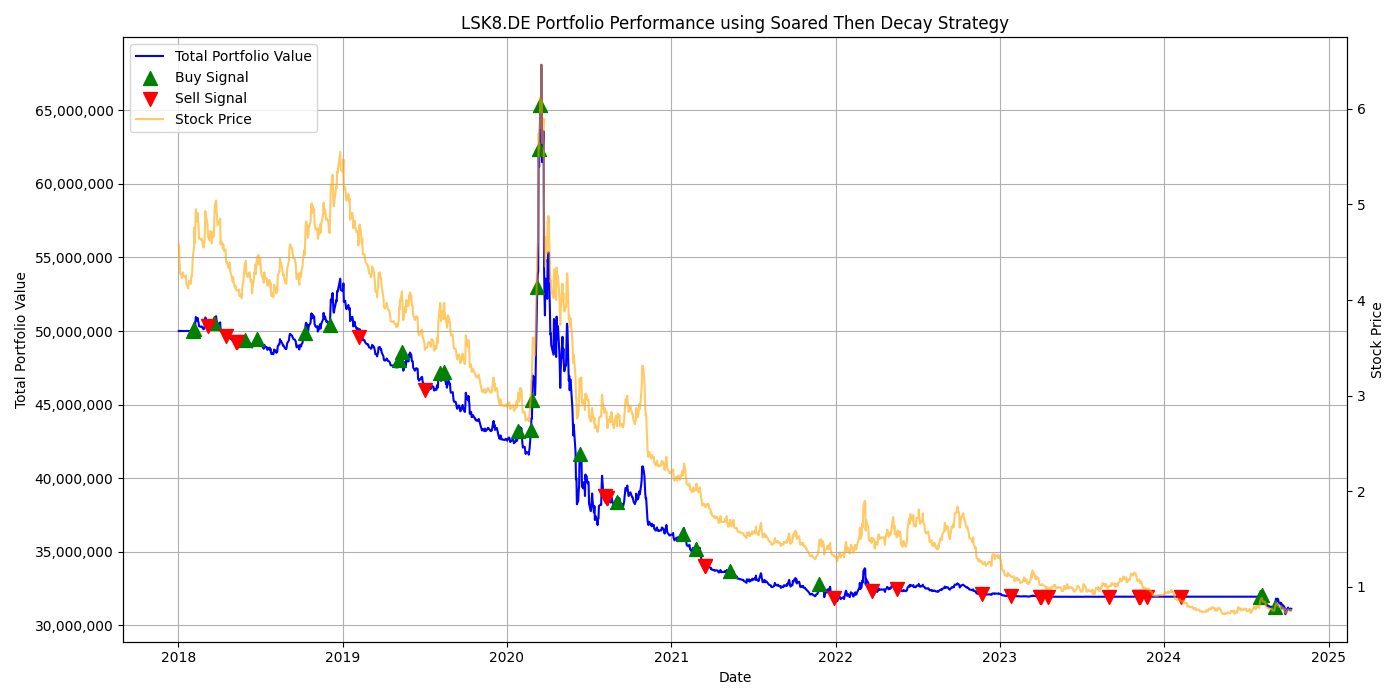 LSK8.DE Portfolio Performance using Soared Then Decay Strategy
Total Portfolio Value
Buy Signal
Sell Signal
Stock Price
65,000,000
60,000,000
55,000,000
50,000,000
45,000,000
40,000,000
35,000,000
30,000,000
Total Portfolio Value
6
5
4
3
2
1
Stock Price
2018
2019
2020
2021
2022
2023
2024
2025
Date